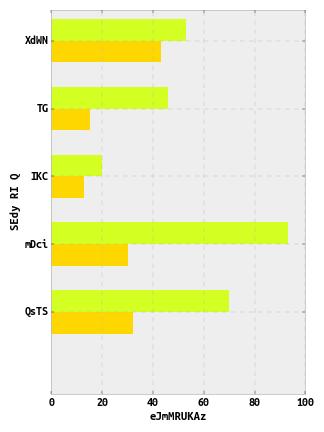 XdWN
TG
IKC
mDci
QsTS
SEdy RI Q
0 20 40 60 80 100
eJmMRUKAz